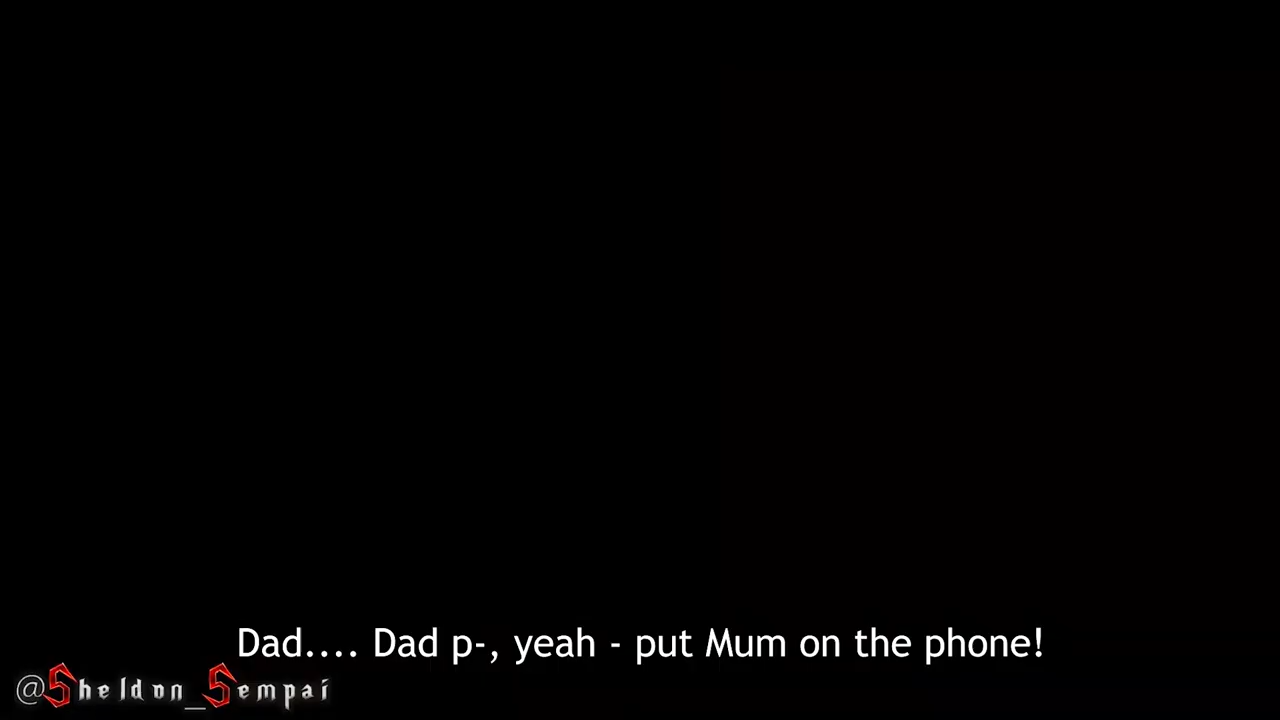 Dad.... Dad p-, yeah - put Mum on the phone!
@Sheldon_Sempai